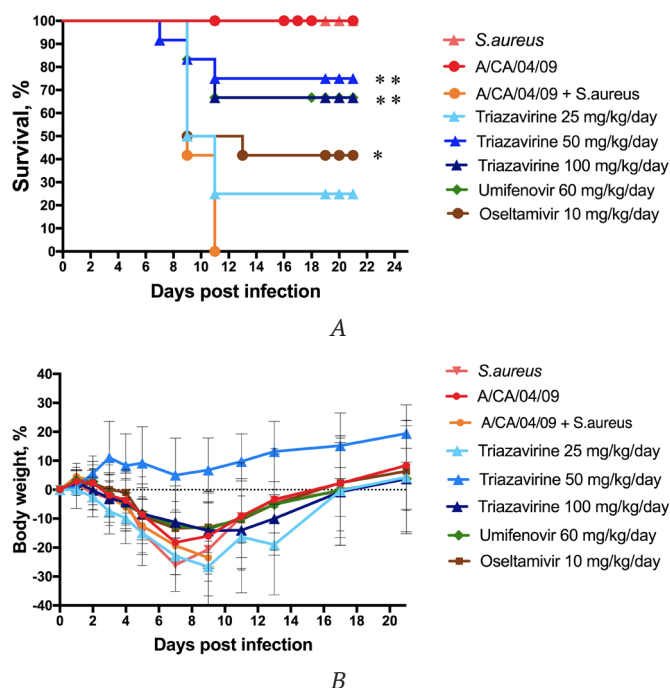 100
90
80
70
60
50
40
30
20
10
0
Survival, %
0 2 4 6 8 10 12 14 16 18 20 22 24
Days post infection
* *
* *
*
S.aureus
A/CA/04/09
A/CA/04/09 + S.aureus
Triazavirine 25 mg/kg/day
Triazavirine 50 mg/kg/day
Triazavirine 100 mg/kg/day
Umifenovir 60 mg/kg/day
Oseltamivir 10 mg/kg/day
A
40
30
20
10
0
-10
-20
-30
-40
Body weight, %
0 2 4 6 8 10 12 14 16 18 20
Days post infection
S.aureus
A/CA/04/09
A/CA/04/09 + S.aureus
Triazavirine 25 mg/kg/day
Triazavirine 50 mg/kg/day
Triazavirine 100 mg/kg/day
Umifenovir 60 mg/kg/day
Oseltamivir 10 mg/kg/day
B